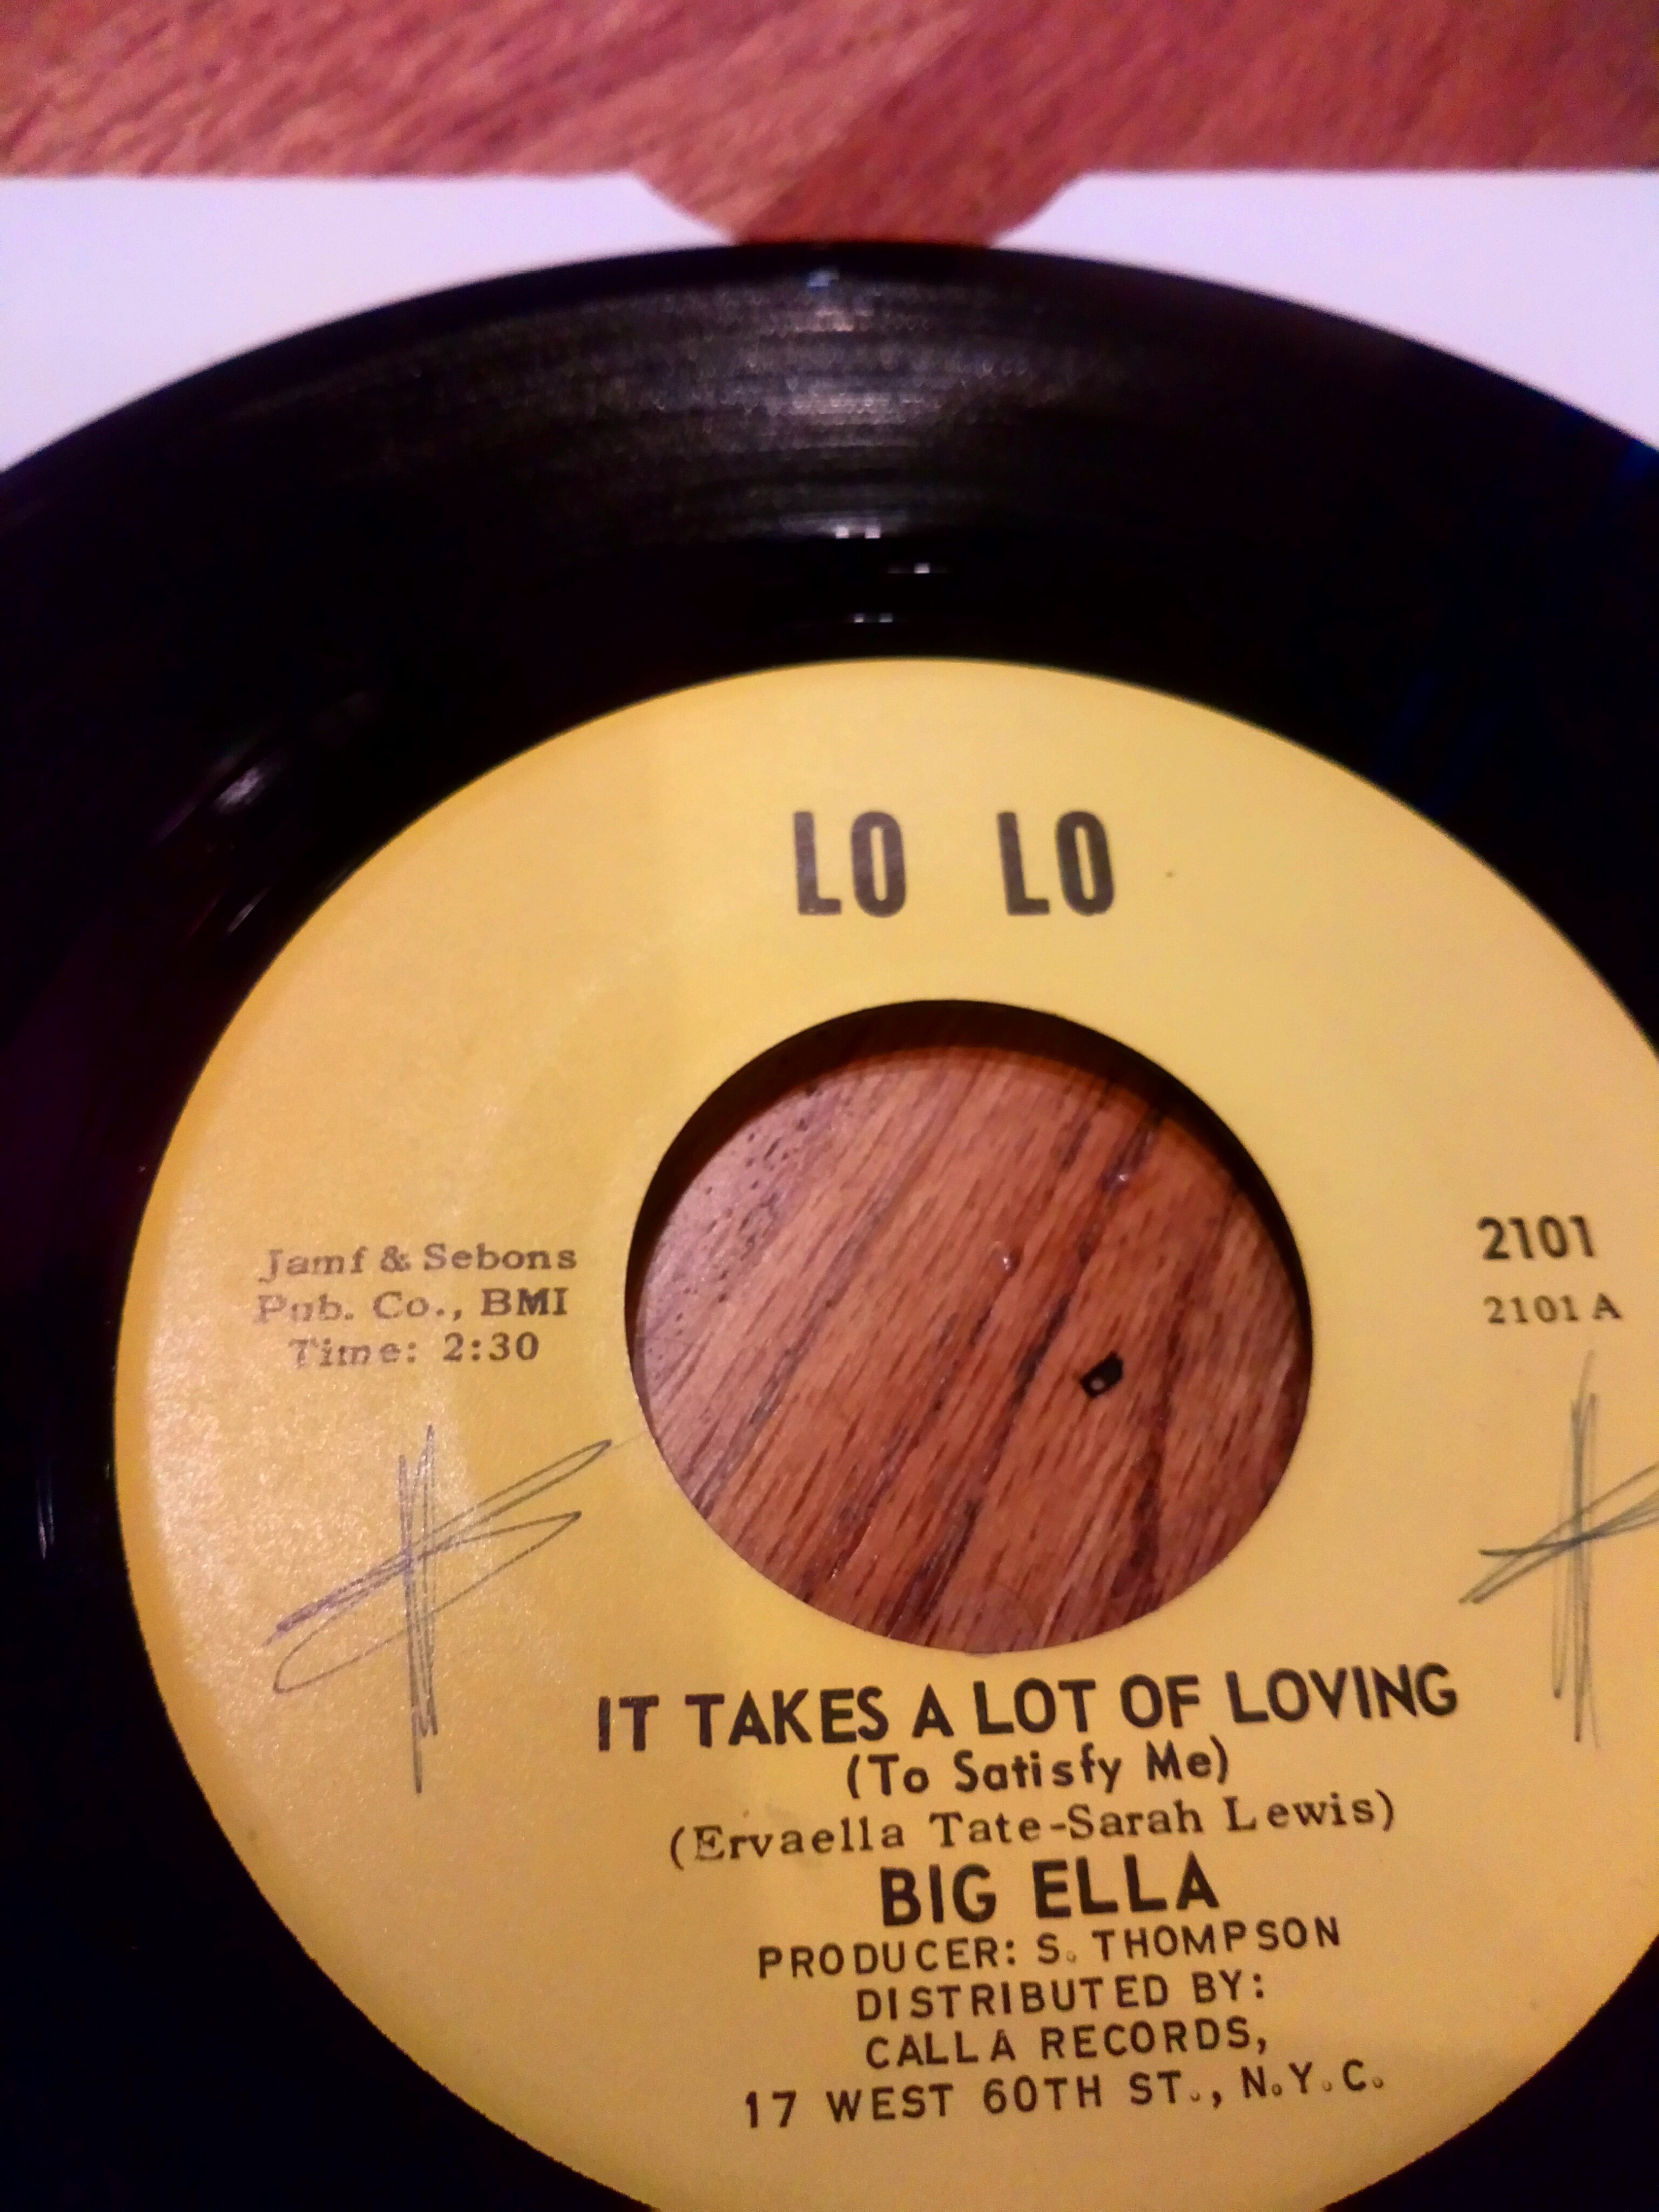 LO LO
Jamf & Sebons
Pub. Co., BMI
Time: 2:30
2101
2101 A
IT TAKES A LOT OF LOVING
(To Satisfy Me)
(Ervaella Tate-Sarah Lewis)
BIG ELLA
PRODUCER: S. THOMPSON
DISTRIBUTED BY:
CALLA RECORDS,
17 WEST 60TH ST., N.Y.C.